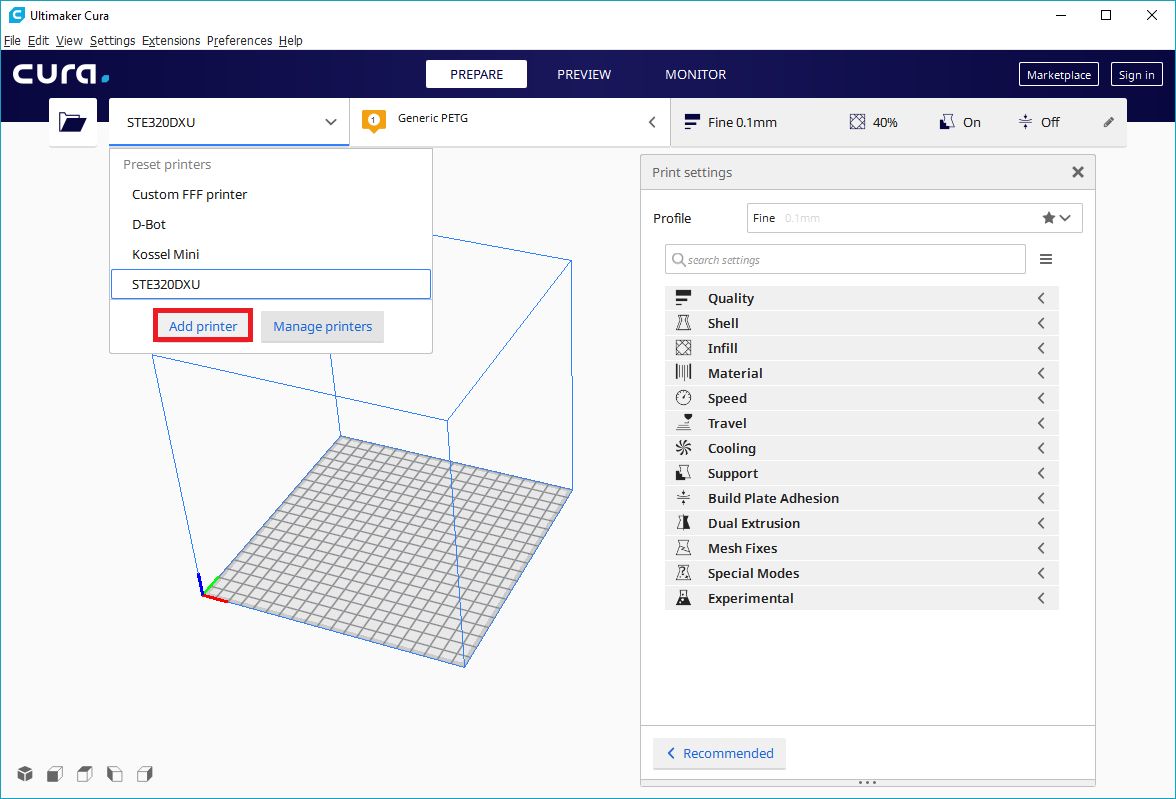 Ultimaker Cura
File Edit View Settings Extensions Preferences Help
cura.
PREPARE
PREVIEW
MONITOR
Marketplace
Sign in
STE320DXU
1
Generic PETG
Fine 0.1mm
40%
On
Off
Preset printers
Custom FFF printer
D-Bot
Kossel Mini
STE320DXU
Add printer
Manage printers
Print settings
Profile
Fine 0.1mm
search settings
Quality
Shell
Infill
Material
Speed
Travel
Cooling
Support
Build Plate Adhesion
Dual Extrusion
Mesh Fixes
Special Modes
Experimental
Recommended